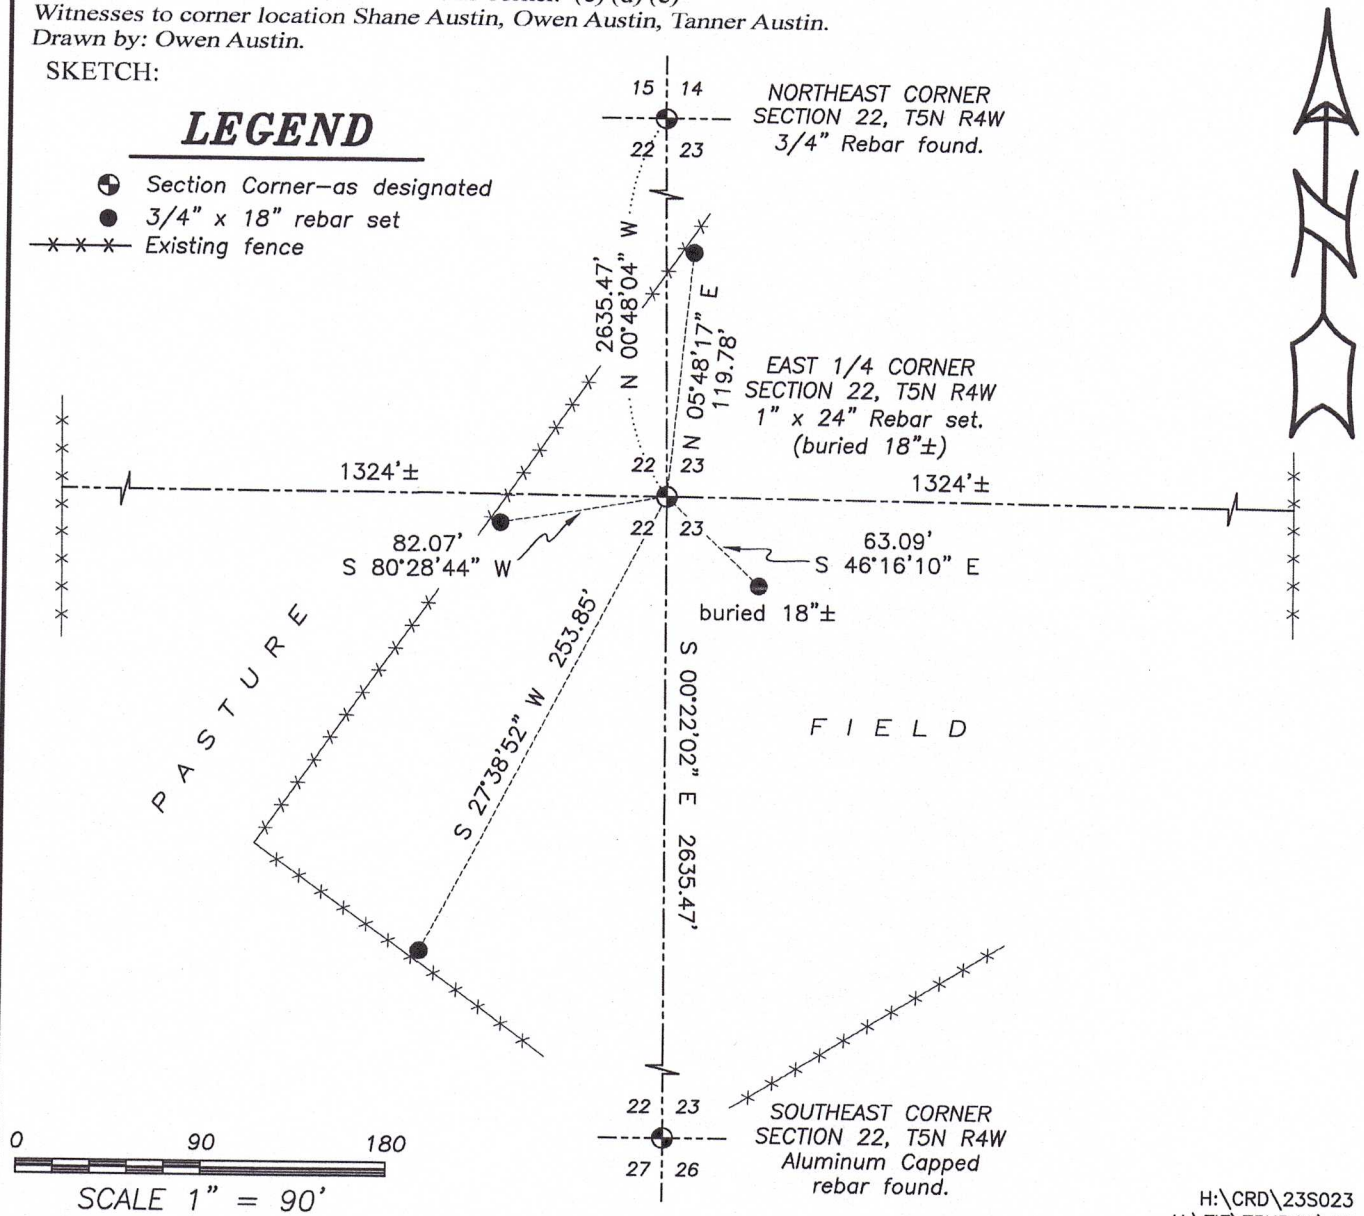 Witnesses to corner location Shane Austin, Owen Austin, Tanner Austin.
Drawn by: Owen Austin.
SKETCH:
LEGEND
Section Corner-as designated
3/4" x 18" rebar set
Existing fence
15 14
22 23
NORTHEAST CORNER
SECTION 22, T5N R4W
3/4" Rebar found.
N
2635.47'
N 00°48'04" W
N 05°48'17" E
119.78'
EAST 1/4 CORNER
SECTION 22, T5N R4W
1" x 24" Rebar set.
(buried 18"±)
22 23
1324'±
1324'±
22 23
82.07'
S 80°28'44" W
63.09'
S 46°16'10" E
buried 18"±
PASTURE
S 27°38'52" W 253.85'
S 00°22'02" E 2635.47'
FIELD
22 23
27 26
SOUTHEAST CORNER
SECTION 22, T5N R4W
Aluminum Capped
rebar found.
0 90 180
SCALE 1" = 90'
H:\CRD\23S023